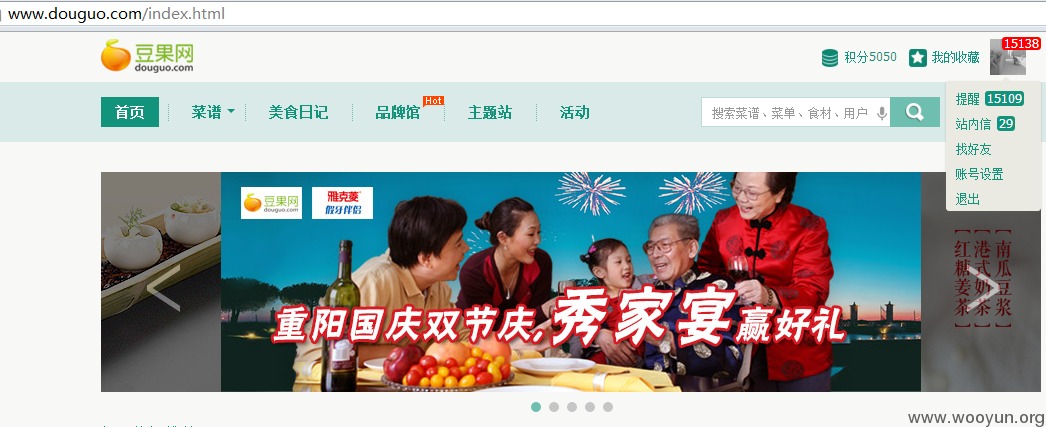 www.douguo.com/index.html
豆果网
douguo.com
积分5050
我的收藏
15138
首页
菜谱
美食日记
品牌馆
Hot
主题站
活动
搜索菜谱、菜单、食材、用户
提醒 15109
站内信 29
找好友
账号设置
退出
豆果网
douguo.com
雅克菱
假牙伴侣
重阳国庆双节庆,秀家宴赢好礼
南瓜豆浆
港式奶茶
红糖姜茶
www.wooyun.org